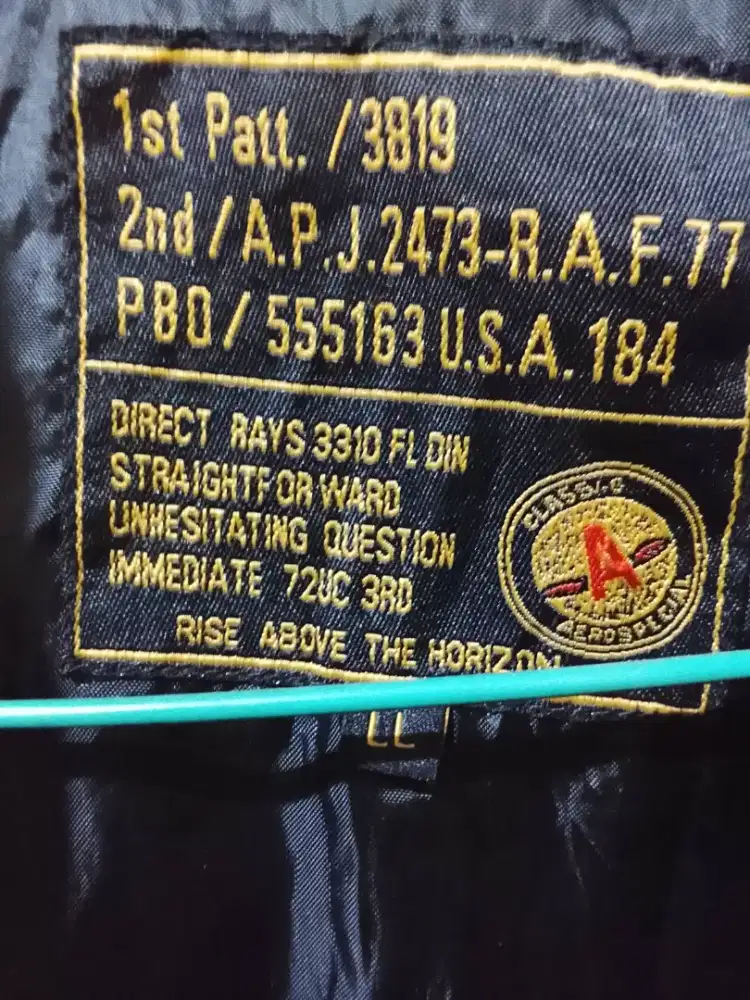 1st Patt. /3819
2nd / A.P.J.2473-R.A.F.77
PBO / 555163 U.S.A.184
DIRECT RAYS 3310 FL DIN
STRAIGHTFORWARD
UNHESITATING QUESTION
IMMEDIATE 72UC 3RD
RISE ABOVE THE HORIZON
CLASSIC
A
AEROSPECIAL
LL